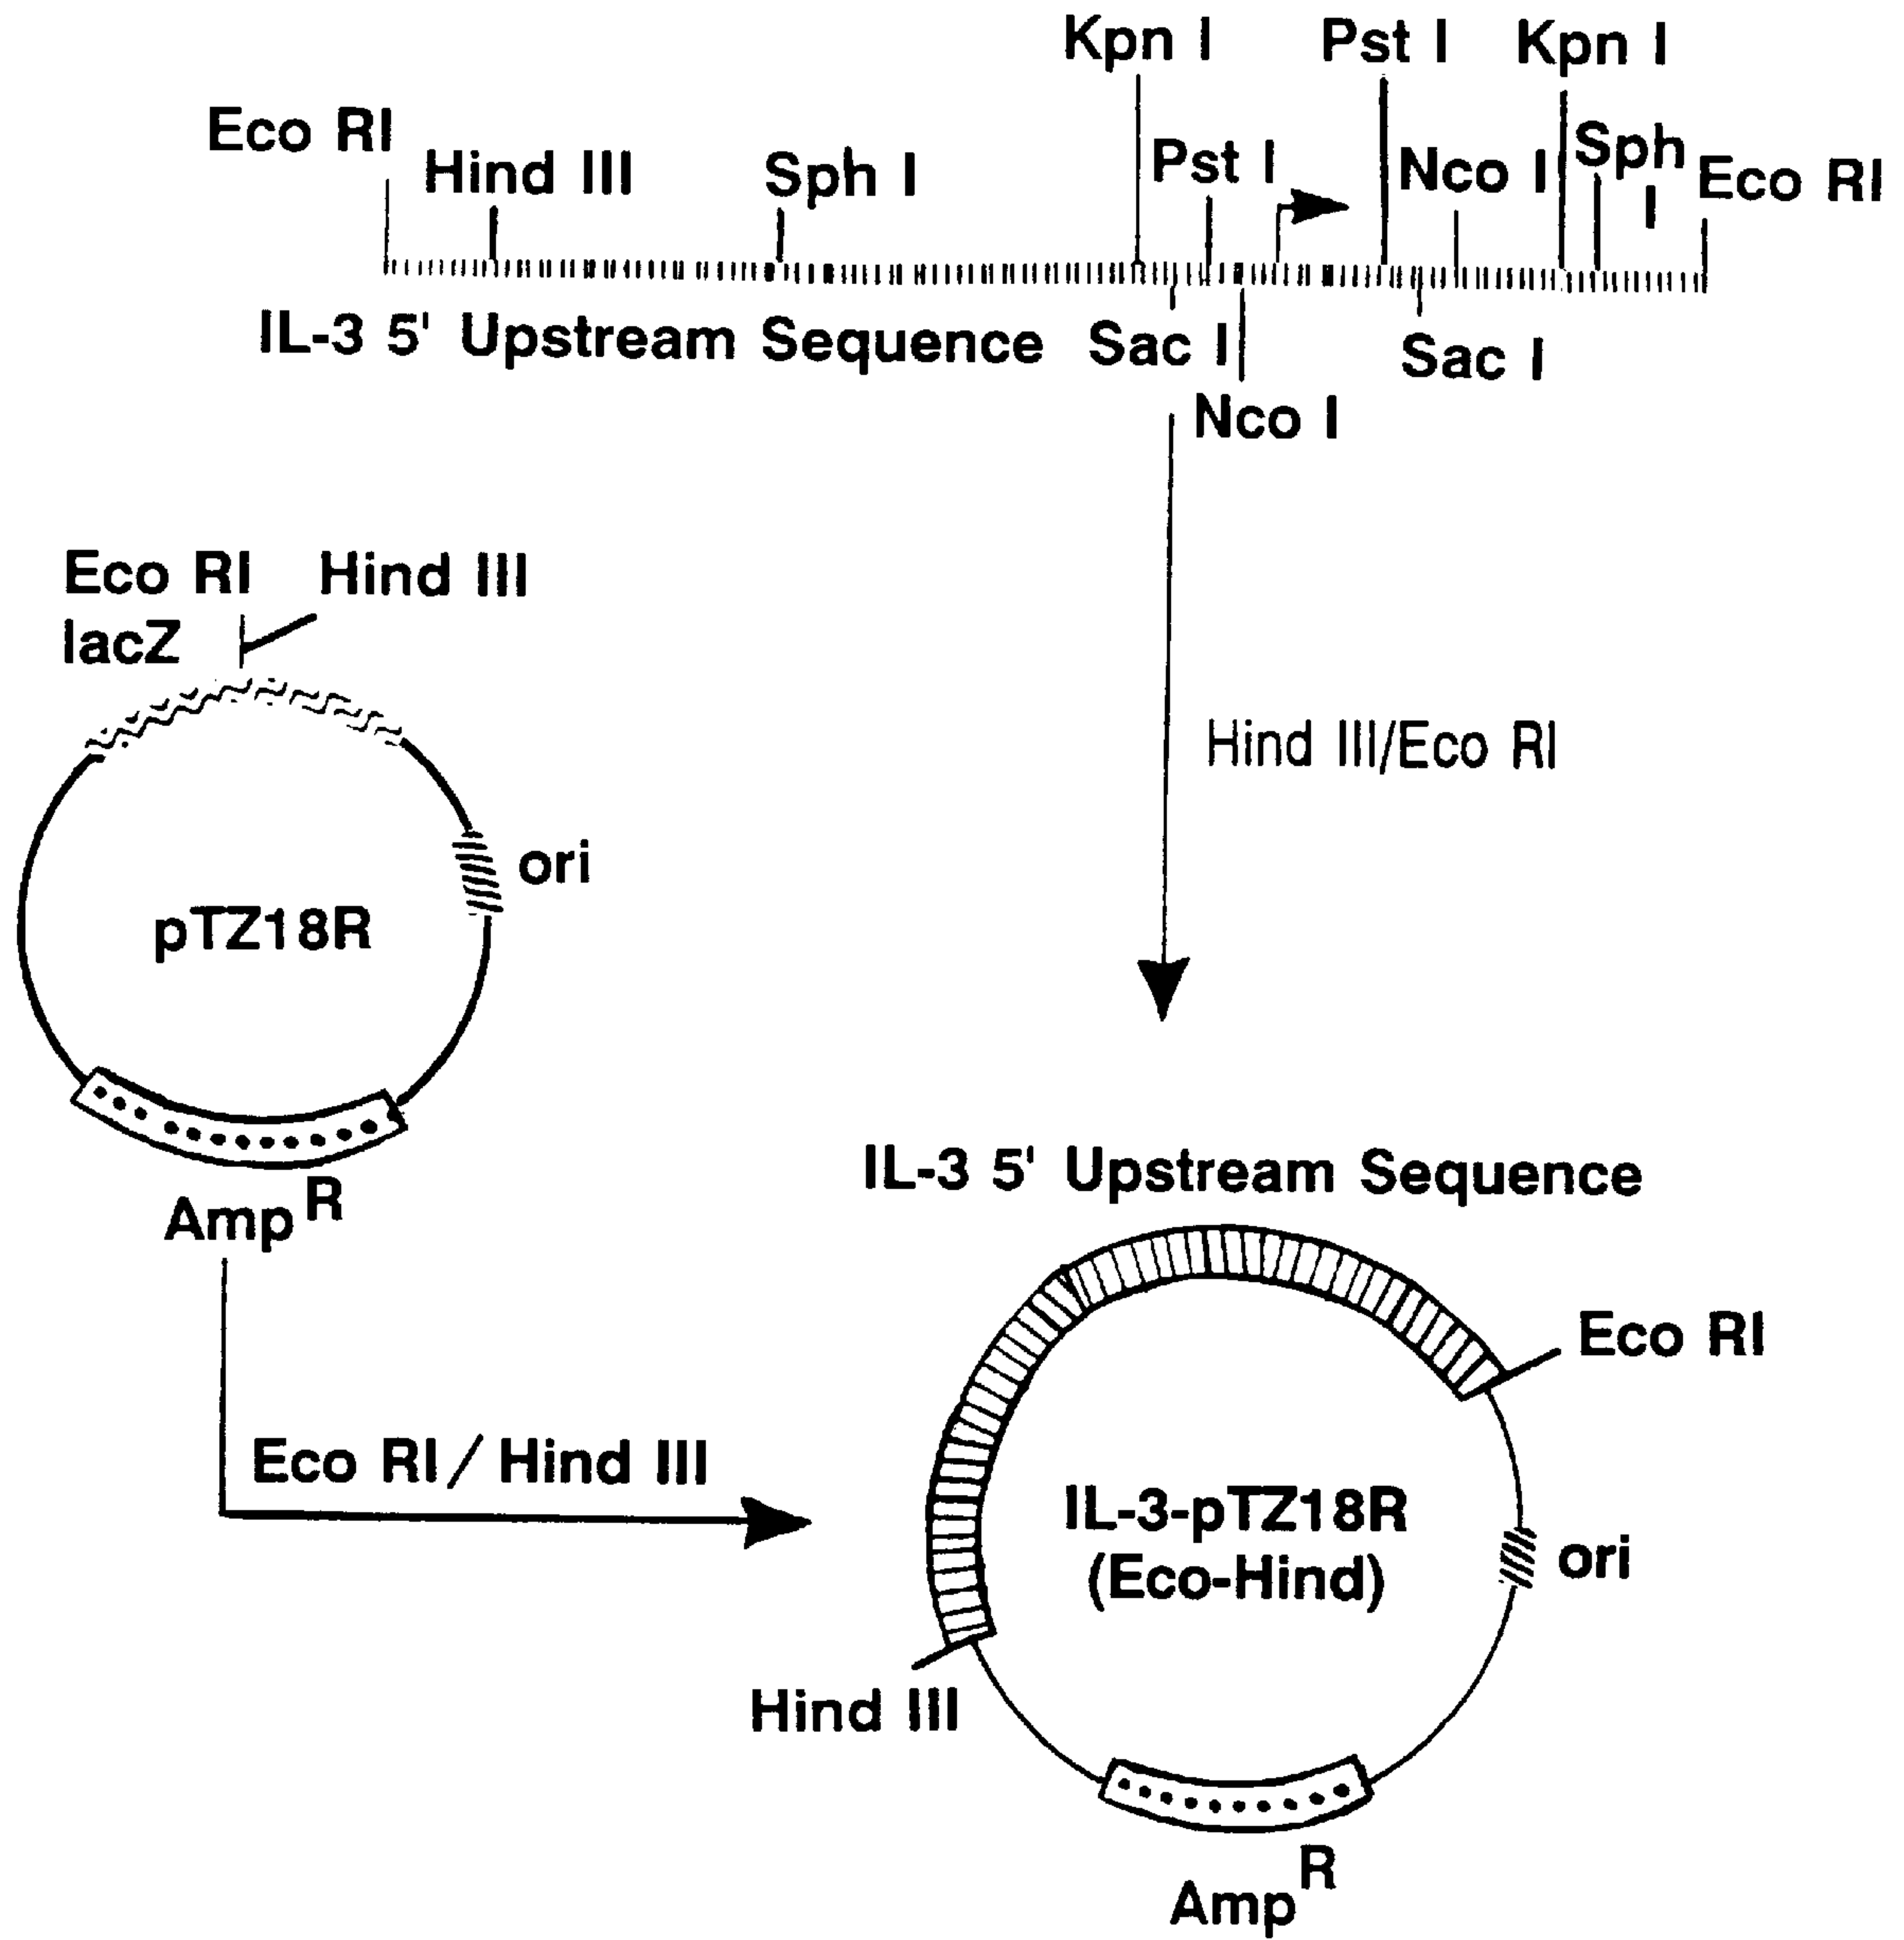 Kpn I
Pst I
Kpn I
Eco RI
Hind III
Sph I
Pst I
Nco I
Sph I
Eco RI
IL-3 5' Upstream Sequence
Sac I
Sac I
Nco I
Eco RI
Hind III
lacZ
Hind III/Eco RI
ori
pTZ18R
Amp R
IL-3 5' Upstream Sequence
Eco RI
Eco RI / Hind III
IL-3-pTZ18R
(Eco-Hind)
ori
Hind III
Amp R